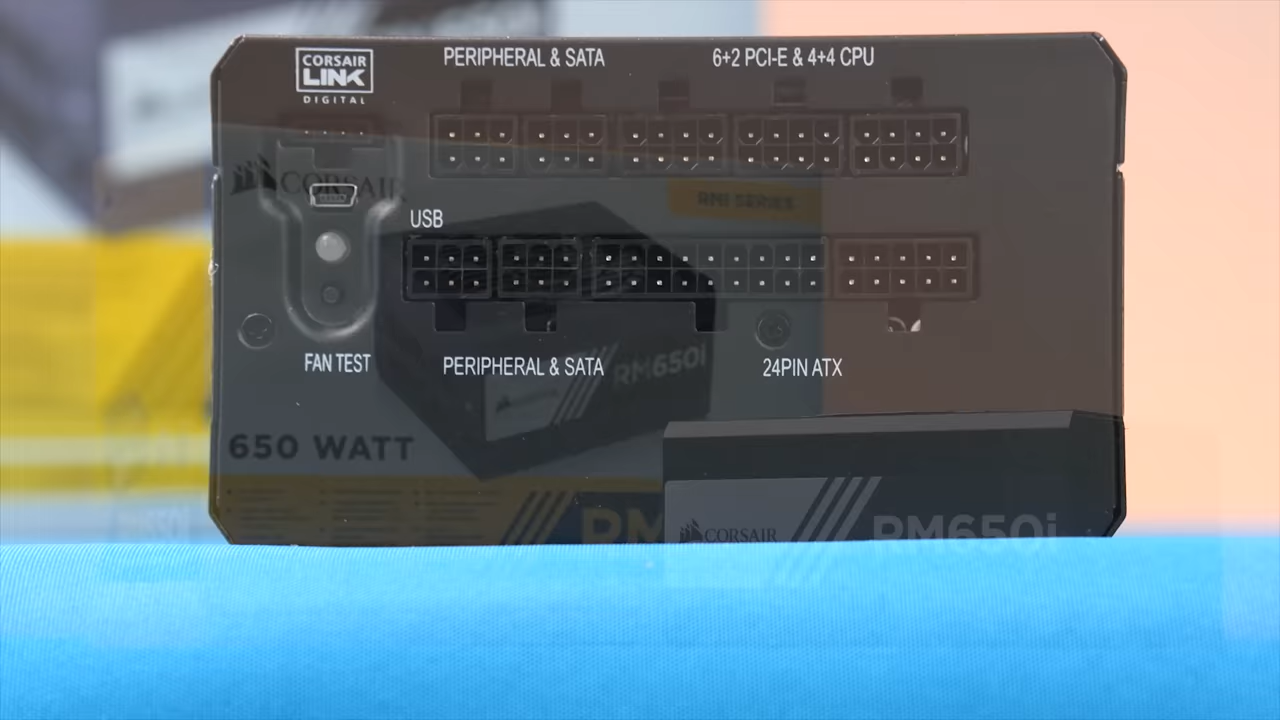 CORSAIR
LINK
DIGITAL
PERIPHERAL & SATA
6+2 PCI-E & 4+4 CPU
CORSAIR
RMi SERIES
USB
FAN TEST
PERIPHERAL & SATA
RM650i
24PIN ATX
650 WATT
RM
CORSAIR
RM650i